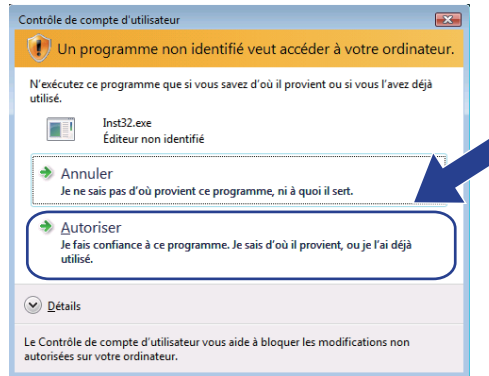 Contrôle de compte d'utilisateur
Un programme non identifié veut accéder à votre ordinateur.
N'exécutez ce programme que si vous savez d'où il provient ou si vous l'avez déjà
utilisé.
Inst32.exe
Éditeur non identifié
Annuler
Je ne sais pas d'où provient ce programme, ni à quoi il sert.
Autoriser
Je fais confiance à ce programme. Je sais d'où il provient, ou je l'ai déjà
utilisé.
Détails
Le Contrôle de compte d'utilisateur vous aide à bloquer les modifications non
autorisées sur votre ordinateur.